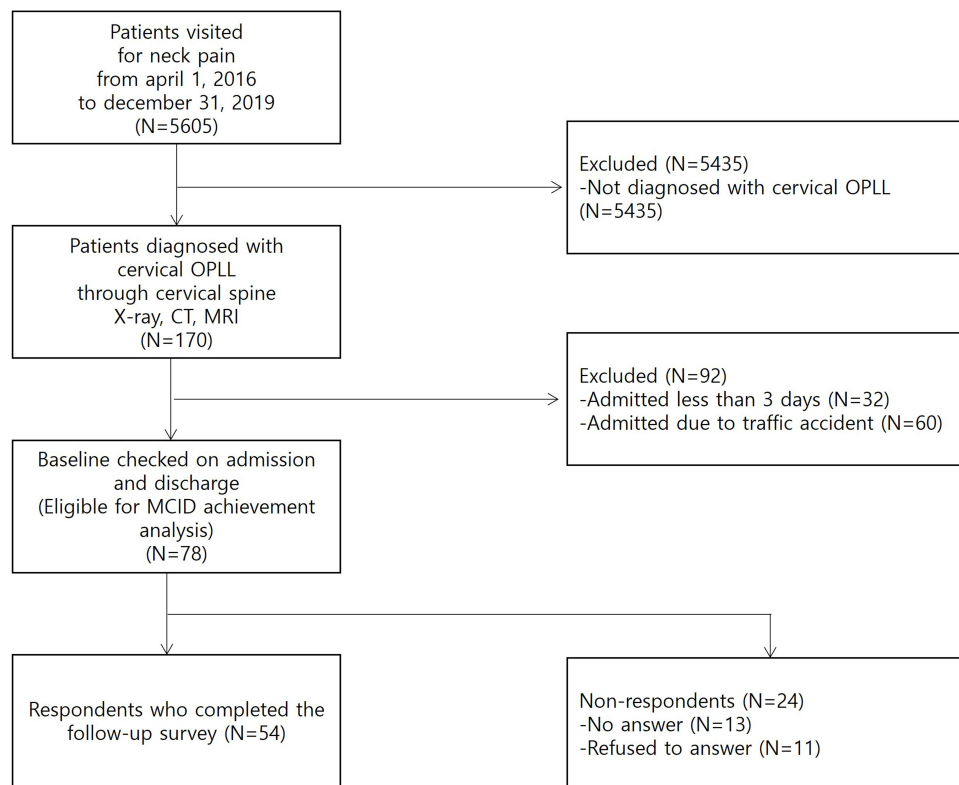 Patients visited
for neck pain
from april 1, 2016
to december 31, 2019
(N=5605)
Excluded (N=5435)
-Not diagnosed with cervical OPLL
(N=5435)
Patients diagnosed with
cervical OPLL
through cervical spine
X-ray, CT, MRI
(N=170)
Excluded (N=92)
-Admitted less than 3 days (N=32)
-Admitted due to traffic accident (N=60)
Baseline checked on admission
and discharge
(Eligible for MCID achievement
analysis)
(N=78)
Respondents who completed the
follow-up survey (N=54)
Non-respondents (N=24)
-No answer (N=13)
-Refused to answer (N=11)